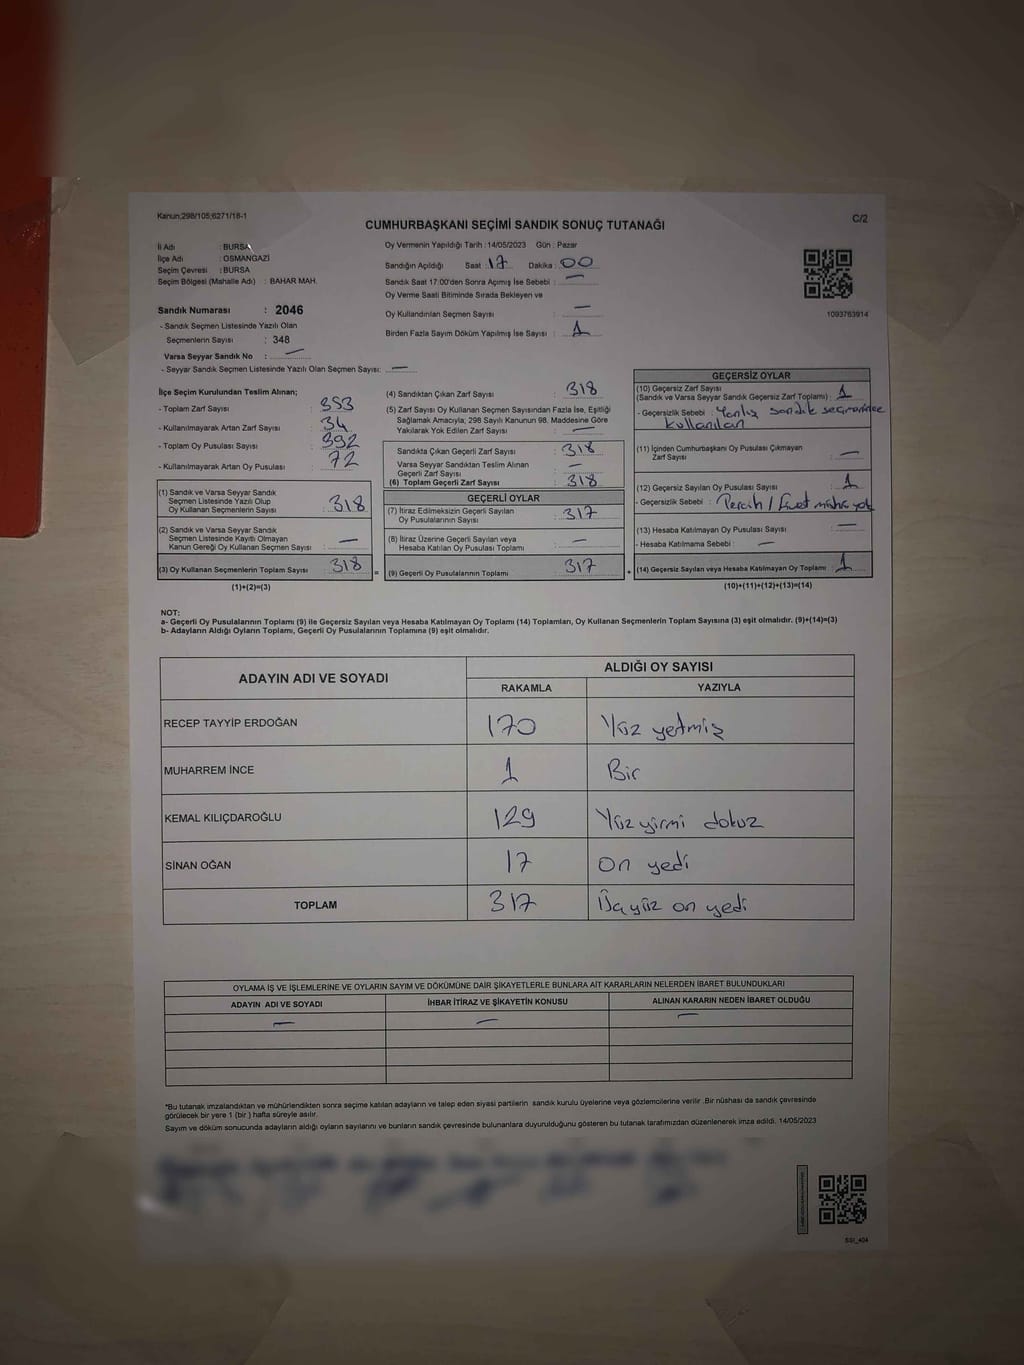 Kanun;298/105;6271/18-1
C/2
CUMHURBAŞKANI SEÇİMİ SANDIK SONUÇ TUTANAĞI
İl Adı : BURSA
İlçe Adı : OSMANGAZİ
Seçim Çevresi : BURSA
Seçim Bölgesi (Mahalle Adı) : BAHAR MAH.
Oy Vermenin Yapıldığı Tarih : 14/05/2023 Gün : Pazar
Sandığın Açıldığı Saat : 17 Dakika : 00
Sandık Saat 17:00'den Sonra Açımış İse Sebebi : —
Oy Verme Saati Bitiminde Sırada Bekleyen ve
Oy Kullandırılan Seçmen Sayısı : —
Birden Fazla Sayım Döküm Yapılmış İse Sayısı : 1
1093763914
Sandık Numarası : 2046
- Sandık Seçmen Listesinde Yazılı Olan
Seçmenlerin Sayısı : 348
Varsa Seyyar Sandık No : —
- Seyyar Sandık Seçmen Listesinde Yazılı Olan Seçmen Sayısı: —
İlçe Seçim Kurulundan Teslim Alınan;
- Toplam Zarf Sayısı : 353
- Kullanılmayarak Artan Zarf Sayısı : 34
- Toplam Oy Pusulası Sayısı : 392
- Kullanılmayarak Artan Oy Pusulası : 72
(1) Sandık ve Varsa Seyyar Sandık
Seçmen Listesinde Yazılı Olup
Oy Kullanan Seçmenlerin Sayısı : 318
(2) Sandık ve Varsa Seyyar Sandık
Seçmen Listesinde Kayıtlı Olmayan
Kanun Gereği Oy Kullanan Seçmen Sayısı : —
(3) Oy Kullanan Seçmenlerin Toplam Sayısı : 318
(1)+(2)=(3)
(4) Sandıktan Çıkan Zarf Sayısı : 318
(5) Zarf Sayısı Oy Kullanan Seçmen Sayısından Fazla İse, Eşitliği
Sağlamak Amacıyla; 298 Sayılı Kanunun 98. Maddesine Göre
Yakılarak Yok Edilen Zarf Sayısı : —
Sandıkta Çıkan Geçerli Zarf Sayısı : 318
Varsa Seyyar Sandıktan Teslim Alınan
Geçerli Zarf Sayısı : —
(6) Toplam Geçerli Zarf Sayısı : 318
GEÇERLİ OYLAR
(7) İtiraz Edilmeksizin Geçerli Sayılan
Oy Pusulalarının Sayısı : 317
(8) İtiraz Üzerine Geçerli Sayılan veya
Hesaba Katılan Oy Pusulası Toplamı : —
= (9) Geçerli Oy Pusulalarının Toplamı : 317
GEÇERSİZ OYLAR
(10) Geçersiz Zarf Sayısı
(Sandık ve Varsa Seyyar Sandık Geçersiz Zarf Toplamı) : 1
- Geçersizlik Sebebi : Yanlış sandık
kullanılan
(11) İçinden Cumhurbaşkanı Oy Pusulası Çıkmayan
Zarf Sayısı : —
(12) Geçersiz Sayılan Oy Pusulası Sayısı : 1
- Geçersizlik Sebebi : Tercih / Evet mührü yok
(13) Hesaba Katılmayan Oy Pusulası Sayısı : —
- Hesaba Katılmama Sebebi : —
+ (14) Geçersiz Sayılan veya Hesaba Katılmayan Oy Toplamı : 1
(10)+(11)+(12)+(13)=(14)
NOT:
a- Geçerli Oy Pusulalarının Toplamı (9) ile Geçersiz Sayılan veya Hesaba Katılmayan Oy Toplamı (14) Toplamları, Oy Kullanan Seçmenlerin Toplam Sayısına (3) eşit olmalıdır. (9)+(14)=(3)
b- Adayların Aldığı Oyların Toplamı, Geçerli Oy Pusulalarının Toplamına (9) eşit olmalıdır.
ADAYIN ADI VE SOYADI
ALDIĞI OY SAYISI
RAKAMLA YAZIYLA
RECEP TAYYİP ERDOĞAN 170 Yüz yetmiş
MUHARREM İNCE 1 Bir
KEMAL KILIÇDAROĞLU 129 Yüz yirmi dokuz
SİNAN OĞAN 17 On yedi
TOPLAM 317 Üçyüz on yedi
OYLAMA İŞ VE İŞLEMLERİNE VE OYLARIN SAYIM VE DÖKÜMÜNE DAİR ŞİKAYETLERLE BUNLARA AİT KARARLARIN NELERDEN İBARET BULUNDUKLARI
ADAYIN ADI VE SOYADI İHBAR İTİRAZ VE ŞİKAYETİN KONUSU ALINAN KARARIN NEDEN İBARET OLDUĞU
— — —
*Bu tutanak imzalandıktan ve mühürlendikten sonra seçime katılan adayların ve talep eden siyasi partilerin sandık kurulu üyelerine veya gözlemcilerine verilir .Bir nüshası da sandık çevresinde
görülecek bir yere 1 (bir ) hafta süreyle asılır.
Sayım ve döküm sonucunda adayların aldığı oyların sayılarını ve bunların sandık çevresinde bulunanlara duyurulduğunu gösteren bu tutanak tarafımızdan düzenlenerek imza edildi. 14/05/2023
SSI_404